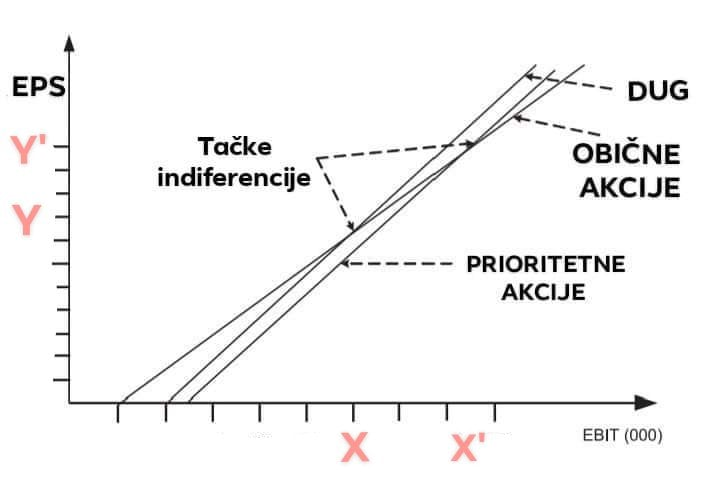 EPS
DUG
Y'
Tačke
indiferencije
OBIČNE
AKCIJE
Y
PRIORITETNE
AKCIJE
X
X'
EBIT (000)